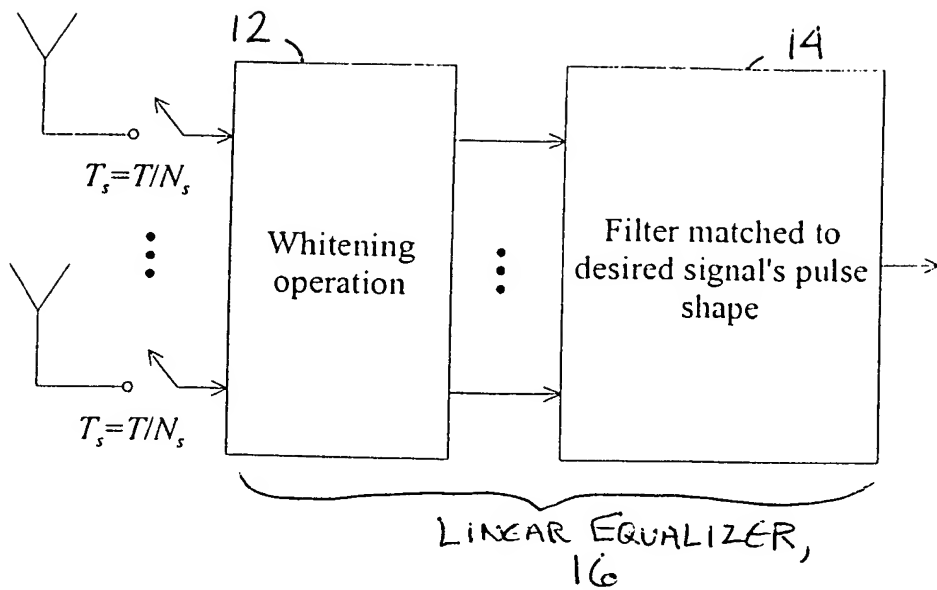 12
14
Tₛ=T/Nₛ
Whitening
operation
Filter matched to
desired signal's pulse
shape
Tₛ=T/Nₛ
LINEAR EQUALIZER,
16